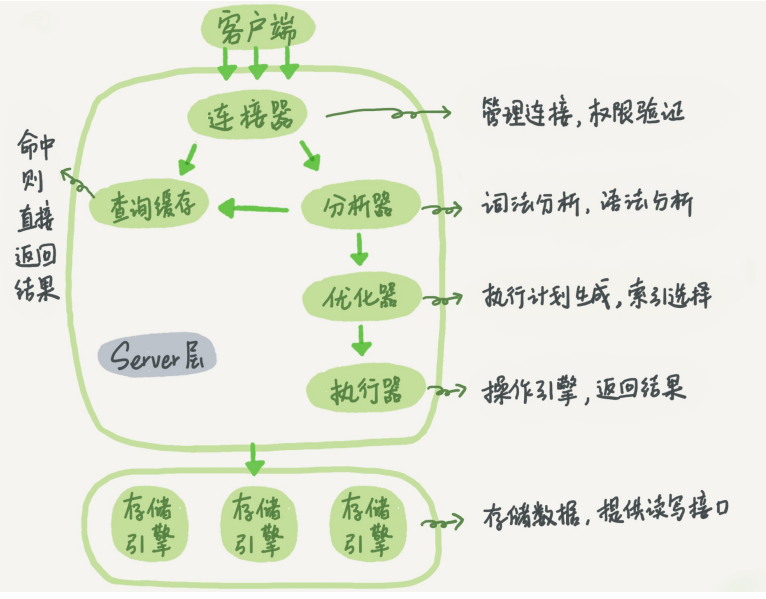 客户端
连接器
管理连接，权限验证
命中
则
直接
返回
结果
查询缓存
分析器
词法分析，语法分析
优化器
执行计划生成，索引选择
Server层
执行器
操作引擎，返回结果
存储
引擎
存储
引擎
存储
引擎
存储数据，提供读写接口